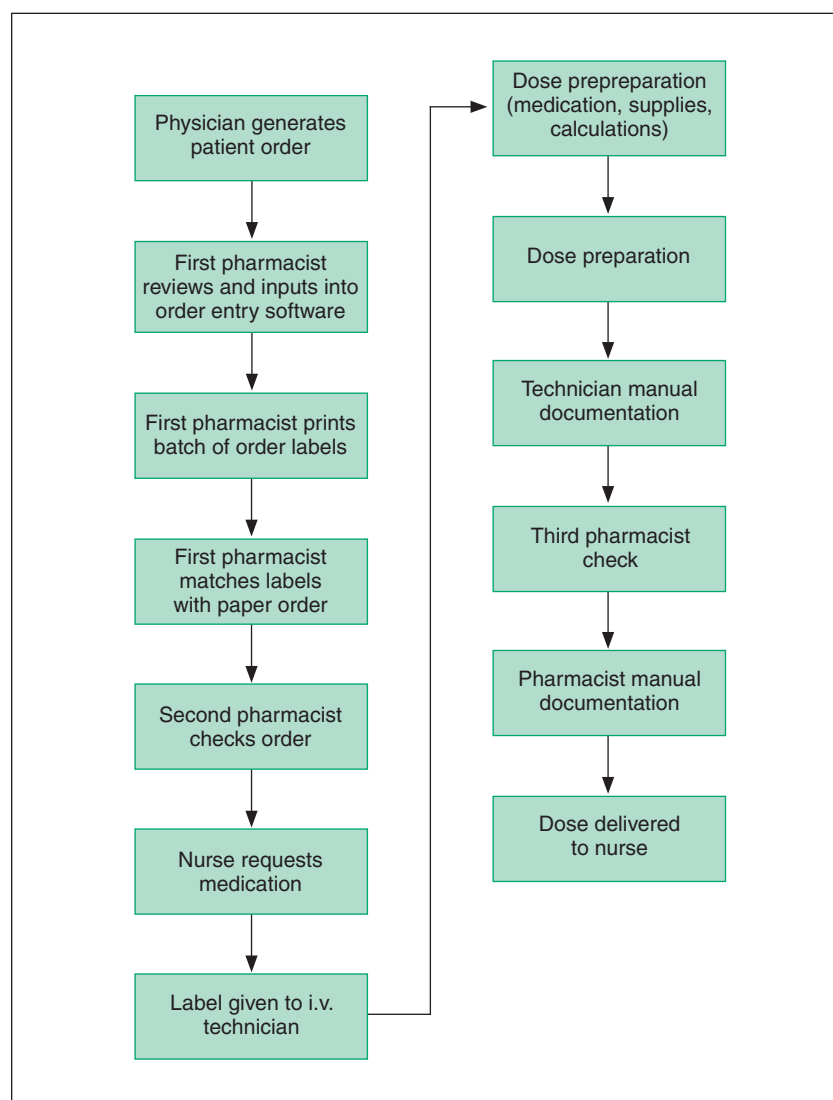 Physician generates
patient order
First pharmacist
reviews and inputs into
order entry software
First pharmacist prints
batch of order labels
First pharmacist
matches labels
with paper order
Second pharmacist
checks order
Nurse requests
medication
Label given to i.v.
technician
Dose prepreparation
(medication, supplies,
calculations)
Dose preparation
Technician manual
documentation
Third pharmacist
check
Pharmacist manual
documentation
Dose delivered
to nurse